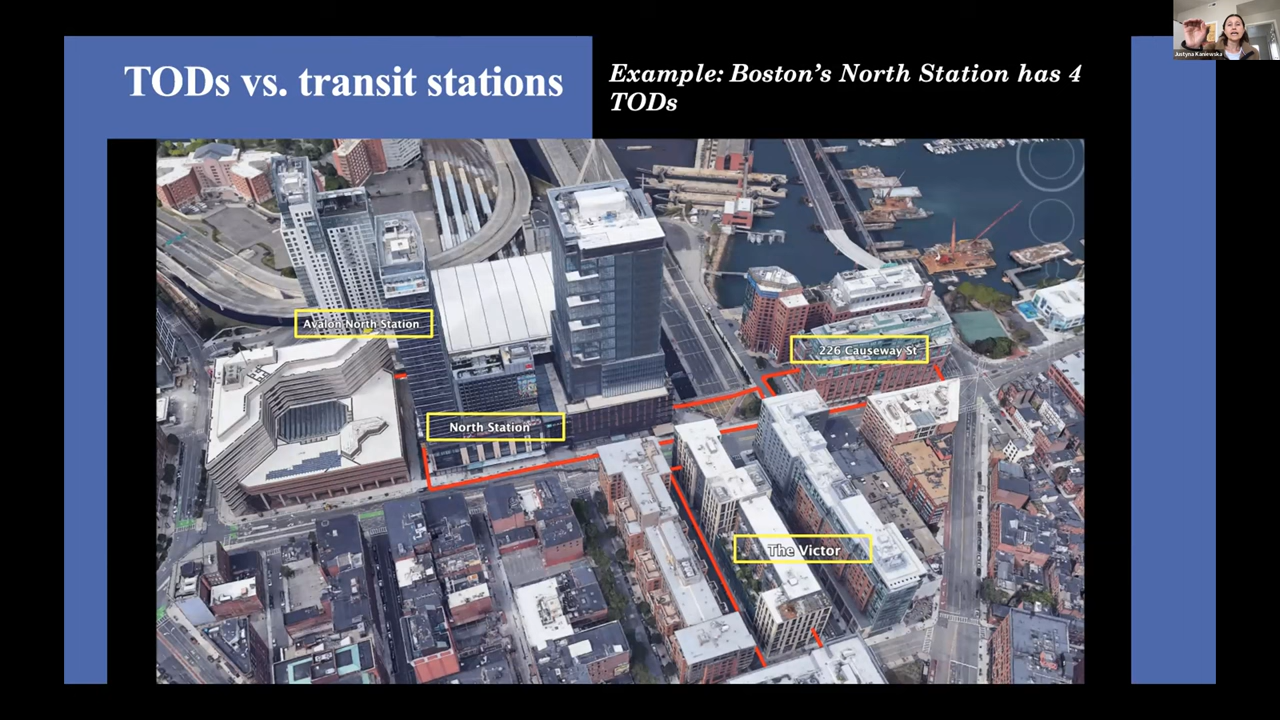 TODs vs. transit stations
Example: Boston's North Station has 4
TODs
Justyna Kaniewska
Avalon North Station
226 Causeway St
North Station
The Victor